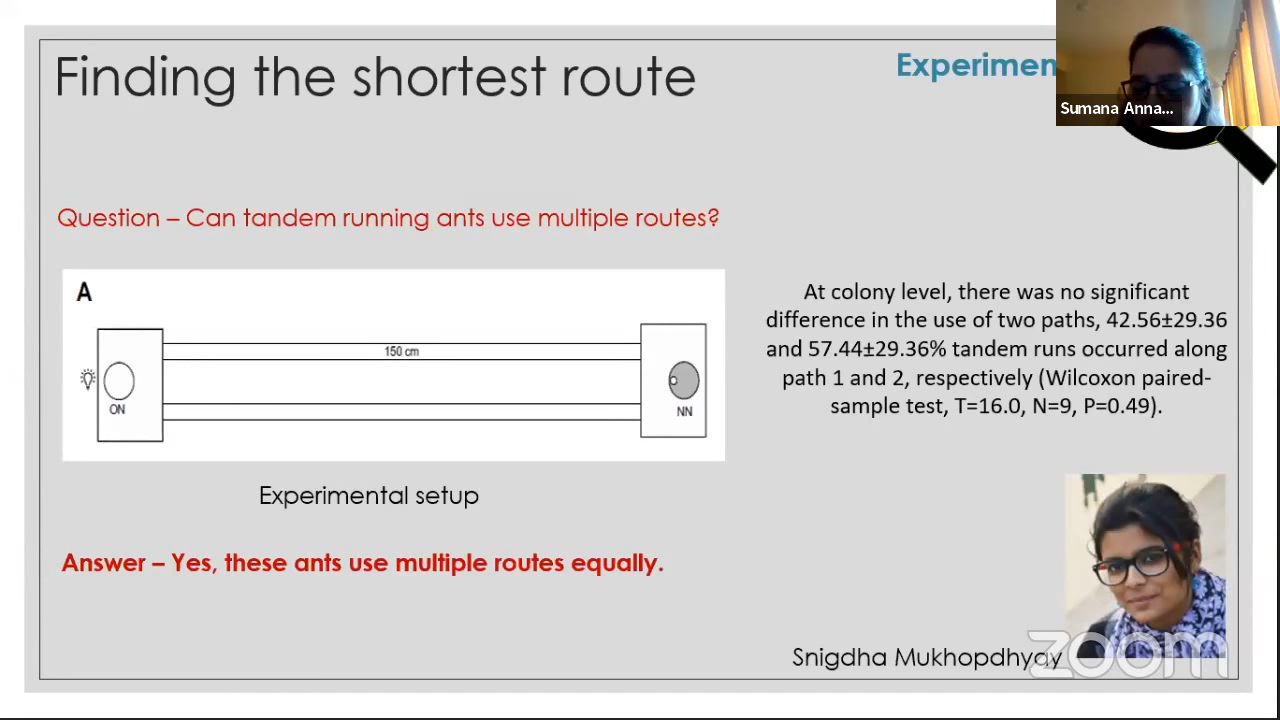 Finding the shortest route
Experimen
Sumana Anna...
Question – Can tandem running ants use multiple routes?
A
150 cm
ON
NN
At colony level, there was no significant
difference in the use of two paths, 42.56±29.36
and 57.44±29.36% tandem runs occurred along
path 1 and 2, respectively (Wilcoxon paired-
sample test, T=16.0, N=9, P=0.49).
Experimental setup
Answer – Yes, these ants use multiple routes equally.
Snigdha Mukhopdhyay
zoom